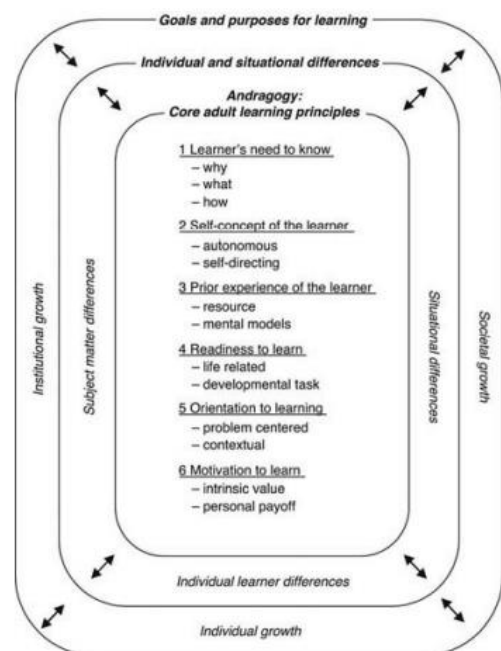 Goals and purposes for learning
Individual and situational differences
Andragogy:
Core adult learning principles
1 Learner's need to know
– why
– what
– how
2 Self-concept of the learner
– autonomous
– self-directing
3 Prior experience of the learner
– resource
– mental models
4 Readiness to learn
– life related
– developmental task
5 Orientation to learning
– problem centered
– contextual
6 Motivation to learn
– intrinsic value
– personal payoff
Institutional growth
Subject matter differences
Situational differences
Societal growth
Individual learner differences
Individual growth